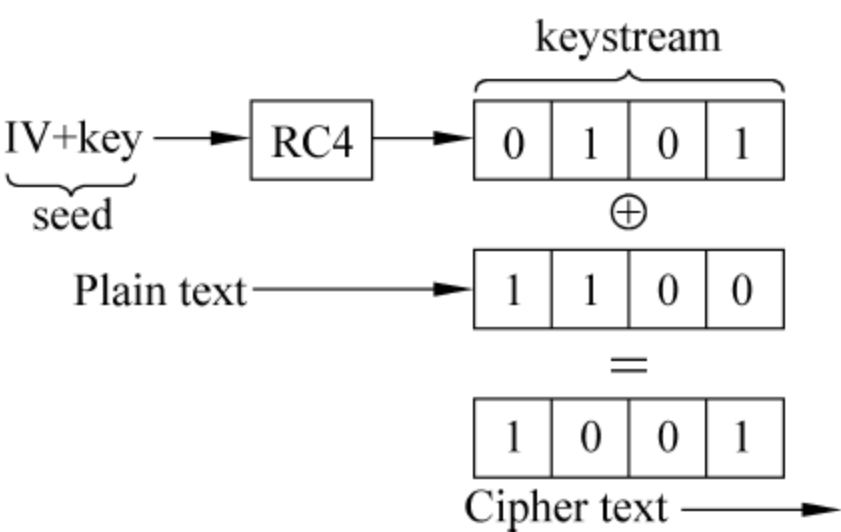 keystream
IV+key RC4 0 1 0 1
seed
⊕
Plain text 1 1 0 0
=
1 0 0 1
Cipher text